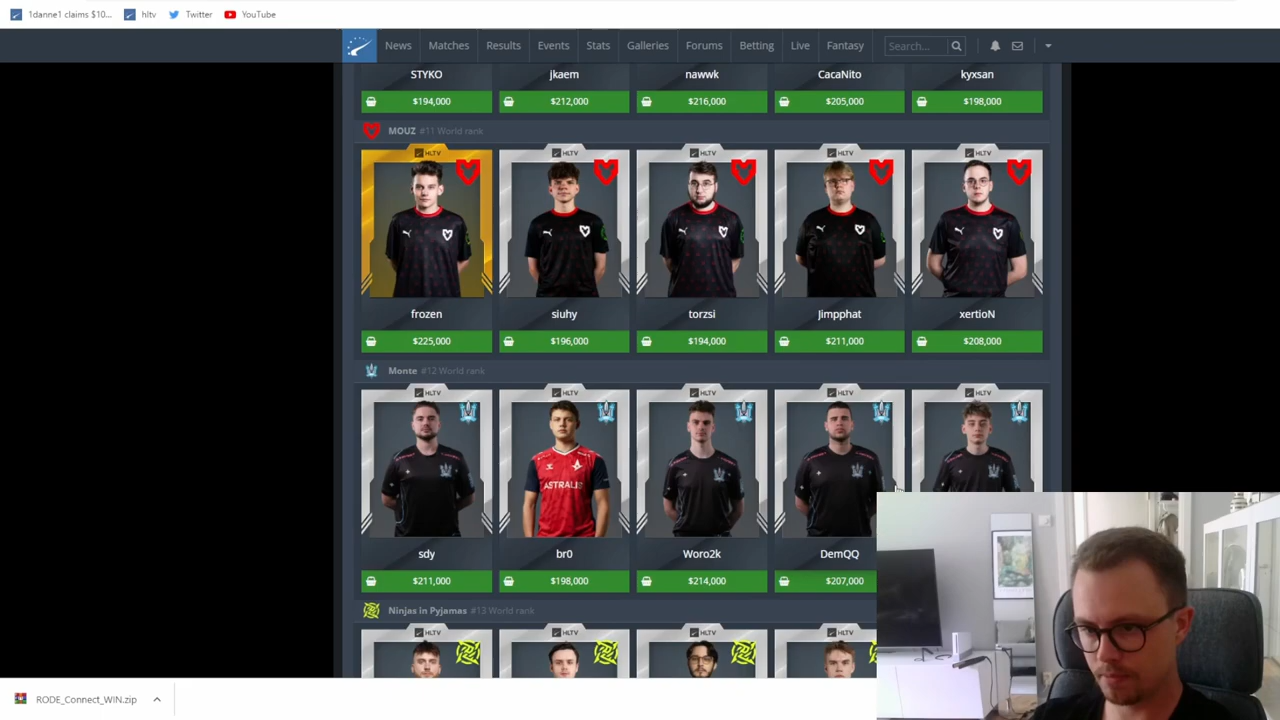 1danne1 claims $10... hltv Twitter YouTube
News Matches Results Events Stats Galleries Forums Betting Live Fantasy Search...
STYKO jkaem nawwk CacaNito kyxsan
$194,000 $212,000 $216,000 $205,000 $198,000
MOUZ #11 World rank
HLTV HLTV HLTV HLTV HLTV
frozen siuhy torzsi Jimpphat xertioN
$225,000 $196,000 $194,000 $211,000 $208,000
Monte #12 World rank
HLTV HLTV HLTV HLTV HLTV
ASTRALIS
sdy br0 Woro2k DemQQ
$211,000 $198,000 $214,000 $207,000
Ninjas in Pyjamas #13 World rank
HLTV HLTV HLTV HLTV
RODE_Connect_WIN.zip